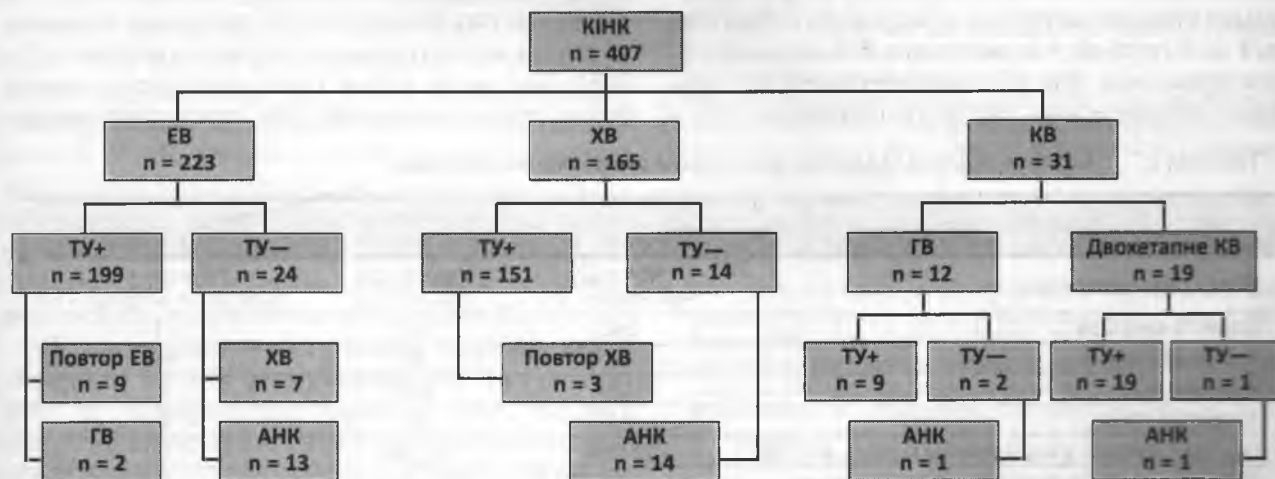 КІНК
n = 407
ЕВ
n = 223
ХВ
n = 165
КВ
n = 31
ТУ+
n = 199
ТУ—
n = 24
ТУ+
n = 151
ТУ—
n = 14
ГВ
n = 12
Двохетапне КВ
n = 19
Повтор ЕВ
n = 9
ХВ
n = 7
Повтор ХВ
n = 3
ТУ+
n = 9
ТУ—
n = 2
ТУ+
n = 19
ТУ—
n = 1
ГВ
n = 2
АНК
n = 13
АНК
n = 14
АНК
n = 1
АНК
n = 1